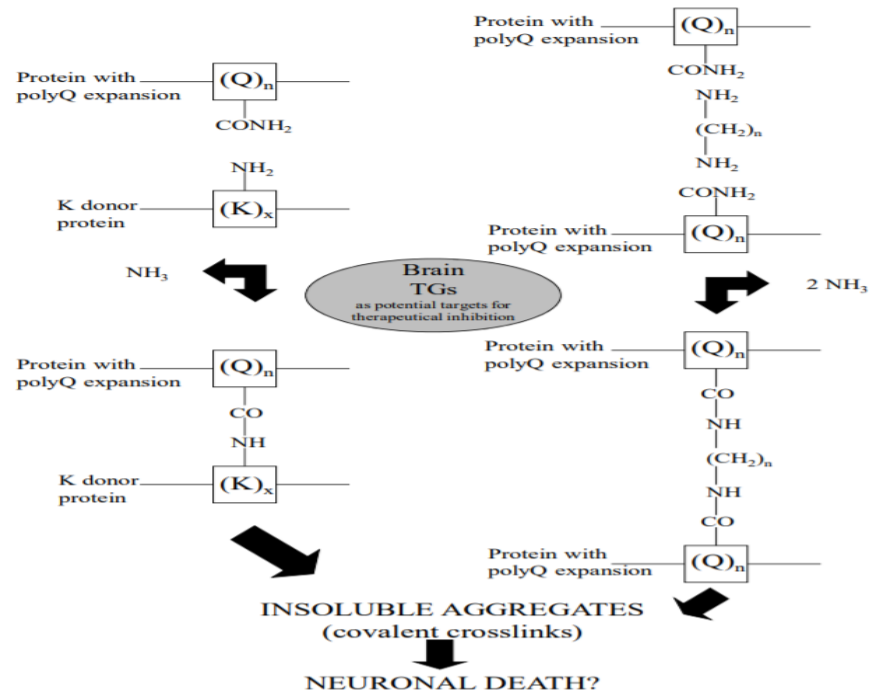 Protein with
polyQ expansion
(Q)n
CONH2
NH2
K donor
protein
(K)x
NH3
Protein with
polyQ expansion
(Q)n
CONH2
NH2
(CH2)n
NH2
CONH2
Protein with
polyQ expansion
(Q)n
2 NH3
Brain
TGs
as potential targets for
therapeutical inhibition
Protein with
polyQ expansion
(Q)n
CO
NH
K donor
protein
(K)x
Protein with
polyQ expansion
(Q)n
CO
NH
(CH2)n
NH
CO
Protein with
polyQ expansion
(Q)n
INSOLUBLE AGGREGATES
(covalent crosslinks)
NEURONAL DEATH?